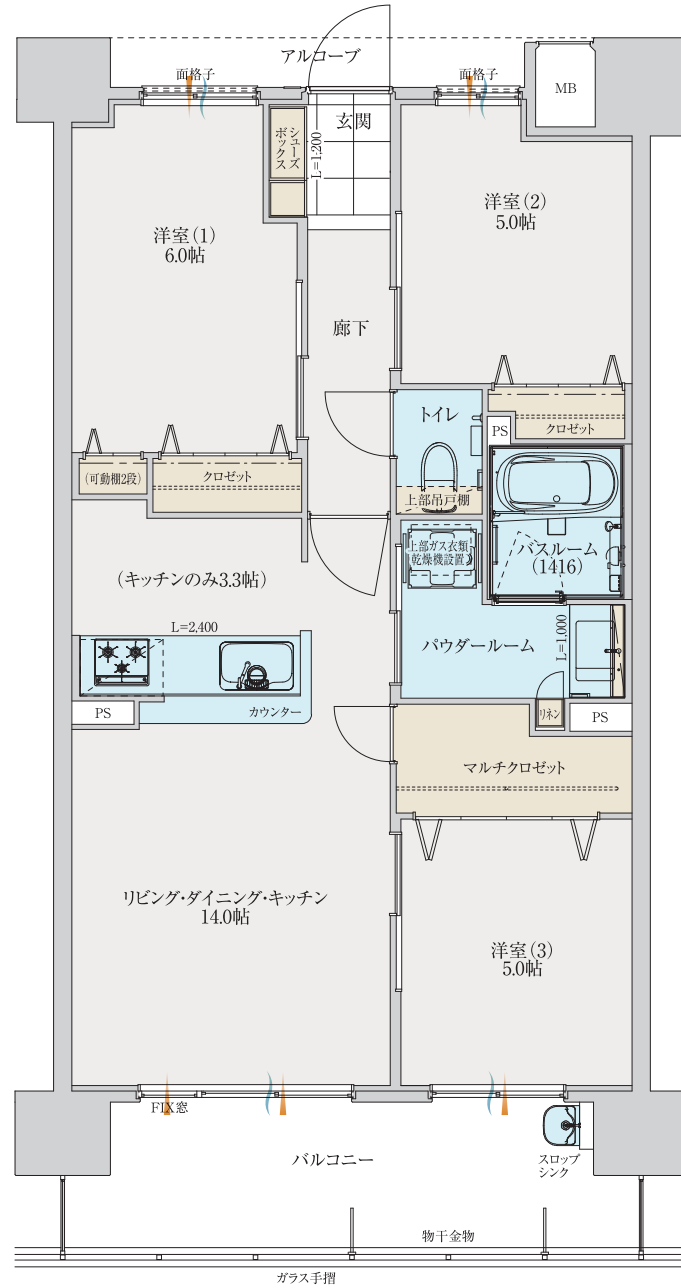 アルコーブ
面格子
面格子
MB
シューズ
ボックス
L=1,200
玄関
洋室(1)
6.0帖
洋室(2)
5.0帖
廊下
トイレ
PS
クロゼット
(可動棚2段)
クロゼット
上部吊戸棚
上部ガス衣類
乾燥機設置
バスルーム
(1416)
(キッチンのみ3.3帖)
L=2,400
パウダールーム
L=1,000
PS
カウンター
リネン
PS
マルチクロゼット
リビング・ダイニング・キッチン
14.0帖
洋室(3)
5.0帖
FIX窓
バルコニー
スロップ
シンク
物干金物
ガラス手摺